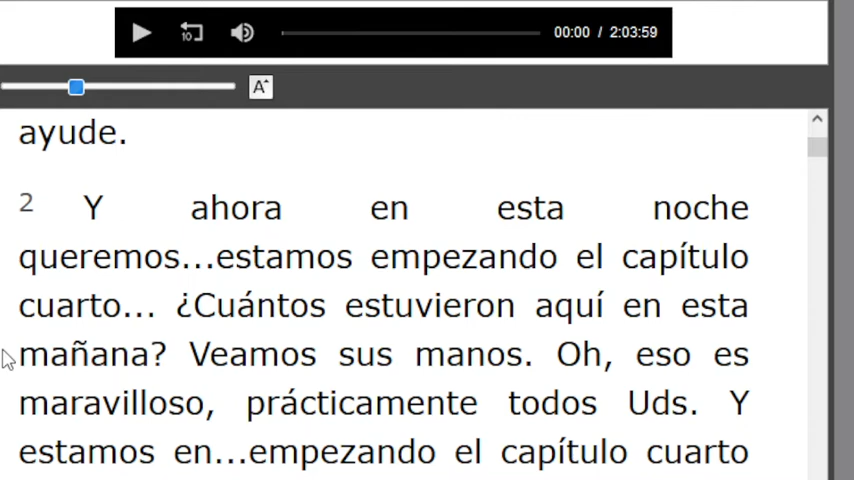 10
00:00 / 2:03:59
A
ayude.
2 Y ahora en esta noche
queremos...estamos empezando el capítulo
cuarto... ¿Cuántos estuvieron aquí en esta
mañana? Veamos sus manos. Oh, eso es
maravilloso, prácticamente todos Uds. Y
estamos en...empezando el capítulo cuarto